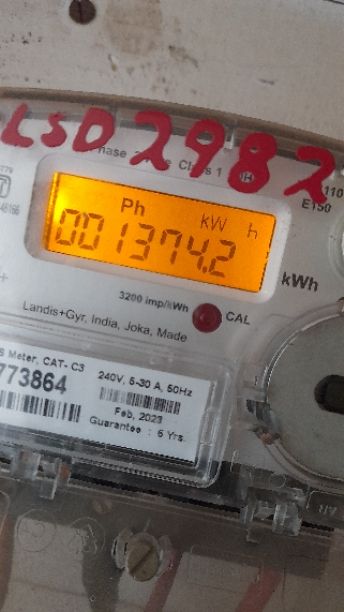 LSD2982
Class 1
E150
Ph kW h
001374.2
kWh
3200 imp/kWh
CAL
Landis+Gyr, India, Joka, Made
S Meter, CAT- C3
773864
240V, 5-30 A, 50Hz
Feb, 2023
Guarantee : 5 Yrs.